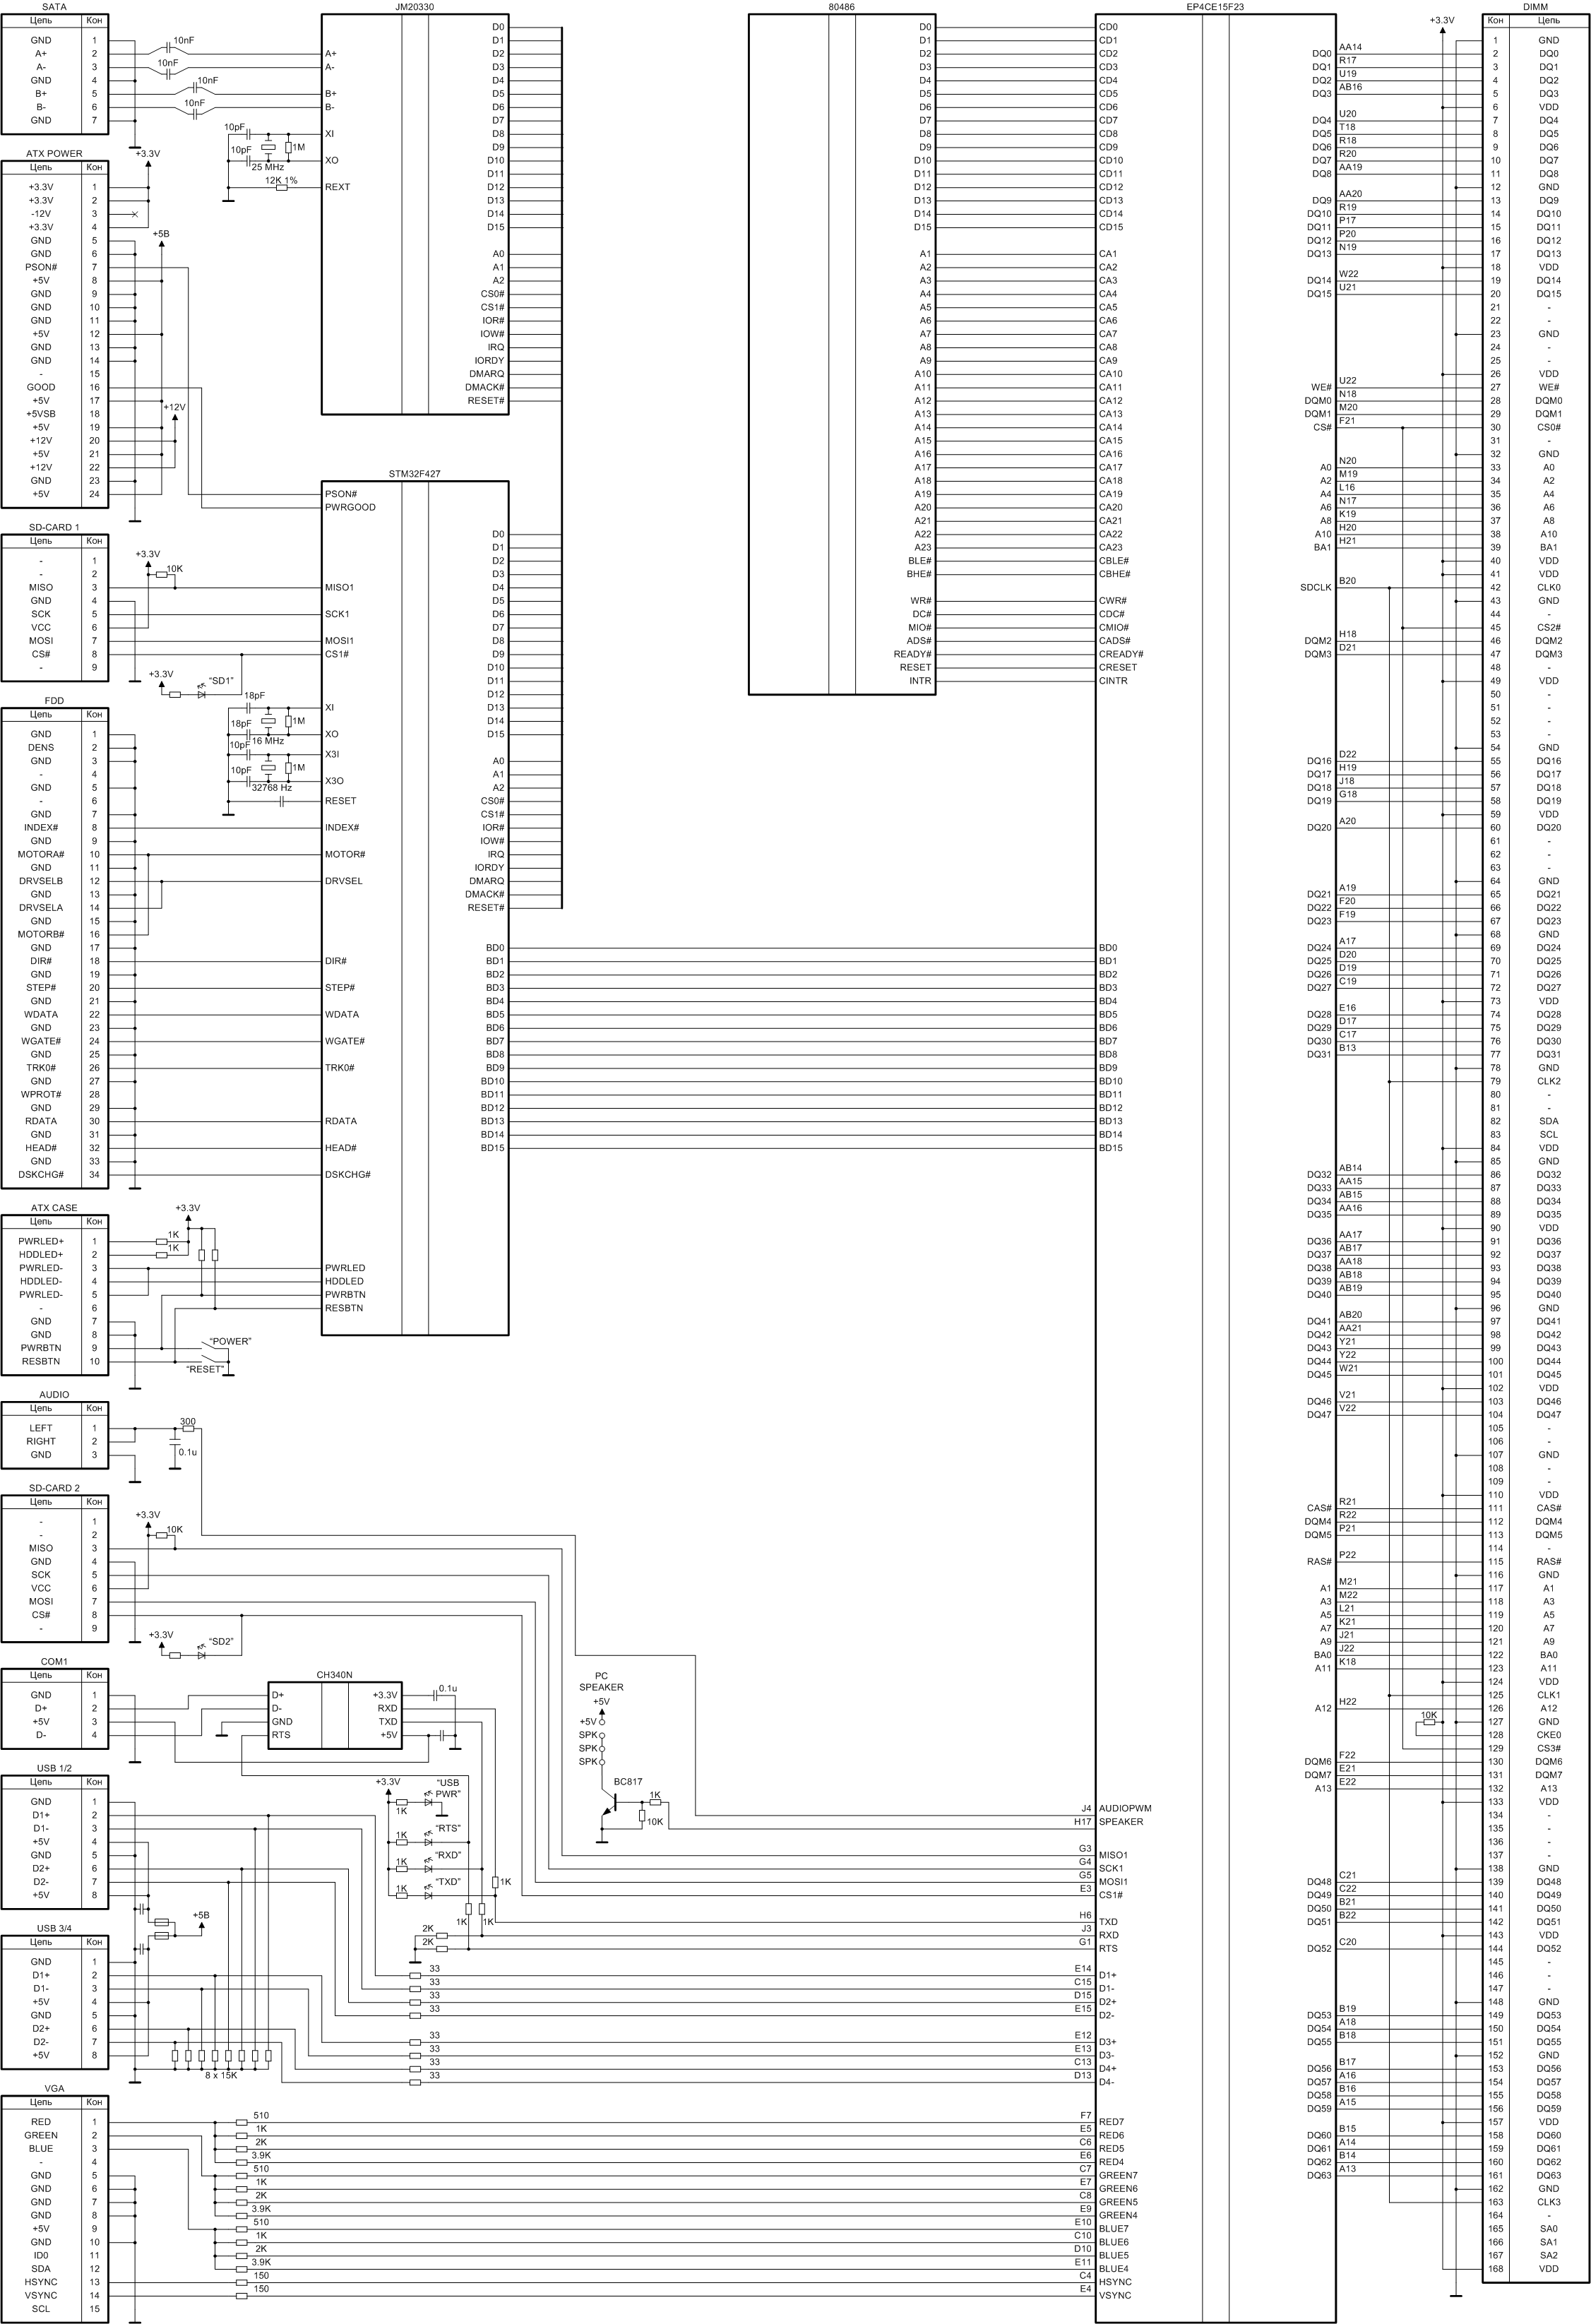 SATA
Цепь Кон
GND 1
A+ 2
A- 3
GND 4
B+ 5
B- 6
GND 7
10nF
10nF
10nF
10nF
10pF
10pF
1M
25 MHz
12K 1%
JM20330
A+
A-
B+
B-
XI
XO
REXT
D0
D1
D2
D3
D4
D5
D6
D7
D8
D9
D10
D11
D12
D13
D14
D15
A0
A1
A2
CS0#
CS1#
IOR#
IOW#
IRQ
IORDY
DMARQ
DMACK#
RESET#
ATX POWER
Цепь Кон
+3.3V 1
+3.3V 2
-12V 3
+3.3V 4
GND 5
GND 6
PSON# 7
+5V 8
GND 9
GND 10
GND 11
+5V 12
GND 13
GND 14
- 15
GOOD 16
+5V 17
+5VSB 18
+5V 19
+12V 20
+5V 21
+12V 22
GND 23
+5V 24
+3.3V
+5B
+12V
SD-CARD 1
Цепь Кон
- 1
- 2
MISO 3
GND 4
SCK 5
VCC 6
MOSI 7
CS# 8
- 9
+3.3V
10K
+3.3V
"SD1"
18pF
18pF
1M
16 MHz
10pF
10pF
1M
32768 Hz
FDD
Цепь Кон
GND 1
DENS 2
GND 3
- 4
GND 5
- 6
GND 7
INDEX# 8
GND 9
MOTORA# 10
GND 11
DRVSELB 12
GND 13
DRVSELA 14
GND 15
MOTORB# 16
GND 17
DIR# 18
GND 19
STEP# 20
GND 21
WDATA 22
GND 23
WGATE# 24
GND 25
TRK0# 26
GND 27
WPROT# 28
GND 29
RDATA 30
GND 31
HEAD# 32
GND 33
DSKCHG# 34
STM32F427
PSON#
PWRGOOD
MISO1
SCK1
MOSI1
CS1#
XI
XO
X3I
X3O
RESET
INDEX#
MOTOR#
DRVSEL
DIR#
STEP#
WDATA
WGATE#
TRK0#
RDATA
HEAD#
DSKCHG#
PWRLED
HDDLED
PWRBTN
RESBTN
D0
D1
D2
D3
D4
D5
D6
D7
D8
D9
D10
D11
D12
D13
D14
D15
A0
A1
A2
CS0#
CS1#
IOR#
IOW#
IRQ
IORDY
DMARQ
DMACK#
RESET#
BD0
BD1
BD2
BD3
BD4
BD5
BD6
BD7
BD8
BD9
BD10
BD11
BD12
BD13
BD14
BD15
ATX CASE
Цепь Кон
PWRLED+ 1
HDDLED+ 2
PWRLED- 3
HDDLED- 4
PWRLED- 5
- 6
GND 7
GND 8
PWRBTN 9
RESBTN 10
+3.3V
1K
1K
"POWER"
"RESET"
AUDIO
Цепь Кон
LEFT 1
RIGHT 2
GND 3
300
0.1u
SD-CARD 2
Цепь Кон
- 1
- 2
MISO 3
GND 4
SCK 5
VCC 6
MOSI 7
CS# 8
- 9
+3.3V
10K
+3.3V
"SD2"
COM1
Цепь Кон
GND 1
D+ 2
+5V 3
D- 4
CH340N
D+ +3.3V
D- RXD
GND TXD
RTS +5V
0.1u
PC
SPEAKER
+5V
+5V
SPK
SPK
SPK
BC817
1K
10K
+3.3V
"USB
PWR"
1K
"RTS"
1K
"RXD"
1K
"TXD"
1K
1K
1K
1K
2K
2K
USB 1/2
Цепь Кон
GND 1
D1+ 2
D1- 3
+5V 4
GND 5
D2+ 6
D2- 7
+5V 8
+5B
USB 3/4
Цепь Кон
GND 1
D1+ 2
D1- 3
+5V 4
GND 5
D2+ 6
D2- 7
+5V 8
8 x 15K
33
33
33
33
33
33
33
33
VGA
Цепь Кон
RED 1
GREEN 2
BLUE 3
- 4
GND 5
GND 6
GND 7
GND 8
+5V 9
GND 10
ID0 11
SDA 12
HSYNC 13
VSYNC 14
SCL 15
510
1K
2K
3.9K
510
1K
2K
3.9K
510
1K
2K
3.9K
150
150
80486
D0
D1
D2
D3
D4
D5
D6
D7
D8
D9
D10
D11
D12
D13
D14
D15
A1
A2
A3
A4
A5
A6
A7
A8
A9
A10
A11
A12
A13
A14
A15
A16
A17
A18
A19
A20
A21
A22
A23
BLE#
BHE#
WR#
DC#
MIO#
ADS#
READY#
RESET
INTR
EP4CE15F23
CD0
CD1
CD2
CD3
CD4
CD5
CD6
CD7
CD8
CD9
CD10
CD11
CD12
CD13
CD14
CD15
CA1
CA2
CA3
CA4
CA5
CA6
CA7
CA8
CA9
CA10
CA11
CA12
CA13
CA14
CA15
CA16
CA17
CA18
CA19
CA20
CA21
CA22
CA23
CBLE#
CBHE#
CWR#
CDC#
CMIO#
CADS#
CREADY#
CRESET
CINTR
BD0
BD1
BD2
BD3
BD4
BD5
BD6
BD7
BD8
BD9
BD10
BD11
BD12
BD13
BD14
BD15
J4 AUDIOPWM
H17 SPEAKER
G3 MISO1
G4 SCK1
G5 MOSI1
E3 CS1#
H6 TXD
J3 RXD
G1 RTS
E14 D1+
C15 D1-
D15 D2+
E15 D2-
E12 D3+
E13 D3-
C13 D4+
D13 D4-
F7 RED7
E5 RED6
C6 RED5
E6 RED4
C7 GREEN7
E7 GREEN6
C8 GREEN5
E9 GREEN4
E10 BLUE7
C10 BLUE6
D10 BLUE5
E11 BLUE4
C4 HSYNC
E4 VSYNC
DQ0 AA14
DQ1 R17
DQ2 U19
DQ3 AB16
DQ4 U20
DQ5 T18
DQ6 R18
DQ7 R20
DQ8 AA19
DQ9 AA20
DQ10 R19
DQ11 P17
DQ12 P20
DQ13 N19
DQ14 W22
DQ15 U21
WE# U22
DQM0 N18
DQM1 M20
CS# F21
A0 N20
A2 M19
A4 L16
A6 N17
A8 K19
A10 H20
BA1 H21
SDCLK B20
DQM2 H18
DQM3 D21
DQ16 D22
DQ17 H19
DQ18 J18
DQ19 G18
DQ20 A20
DQ21 A19
DQ22 F20
DQ23 F19
DQ24 A17
DQ25 D20
DQ26 D19
DQ27 C19
DQ28 E16
DQ29 D17
DQ30 C17
DQ31 B13
DQ32 AB14
DQ33 AA15
DQ34 AB15
DQ35 AA16
DQ36 AA17
DQ37 AB17
DQ38 AA18
DQ39 AB18
DQ40 AB19
DQ41 AB20
DQ42 AA21
DQ43 Y21
DQ44 Y22
DQ45 W21
DQ46 V21
DQ47 V22
CAS# R21
DQM4 R22
DQM5 P21
RAS# P22
A1 M21
A3 M22
A5 L21
A7 K21
A9 J21
BA0 J22
A11 K18
A12 H22
DQM6 F22
DQM7 E21
A13 E22
DQ48 C21
DQ49 C22
DQ50 B21
DQ51 B22
DQ52 C20
DQ53 B19
DQ54 A18
DQ55 B18
DQ56 B17
DQ57 A16
DQ58 B16
DQ59 A15
DQ60 B15
DQ61 A14
DQ62 B14
DQ63 A13
+3.3V
10K
DIMM
Кон Цепь
1 GND
2 DQ0
3 DQ1
4 DQ2
5 DQ3
6 VDD
7 DQ4
8 DQ5
9 DQ6
10 DQ7
11 DQ8
12 GND
13 DQ9
14 DQ10
15 DQ11
16 DQ12
17 DQ13
18 VDD
19 DQ14
20 DQ15
21 -
22 -
23 GND
24 -
25 -
26 VDD
27 WE#
28 DQM0
29 DQM1
30 CS0#
31 -
32 GND
33 A0
34 A2
35 A4
36 A6
37 A8
38 A10
39 BA1
40 VDD
41 VDD
42 CLK0
43 GND
44 -
45 CS2#
46 DQM2
47 DQM3
48 -
49 VDD
50 -
51 -
52 -
53 -
54 GND
55 DQ16
56 DQ17
57 DQ18
58 DQ19
59 VDD
60 DQ20
61 -
62 -
63 -
64 GND
65 DQ21
66 DQ22
67 DQ23
68 GND
69 DQ24
70 DQ25
71 DQ26
72 DQ27
73 VDD
74 DQ28
75 DQ29
76 DQ30
77 DQ31
78 GND
79 CLK2
80 -
81 -
82 SDA
83 SCL
84 VDD
85 GND
86 DQ32
87 DQ33
88 DQ34
89 DQ35
90 VDD
91 DQ36
92 DQ37
93 DQ38
94 DQ39
95 DQ40
96 GND
97 DQ41
98 DQ42
99 DQ43
100 DQ44
101 DQ45
102 VDD
103 DQ46
104 DQ47
105 -
106 -
107 GND
108 -
109 -
110 VDD
111 CAS#
112 DQM4
113 DQM5
114 -
115 RAS#
116 GND
117 A1
118 A3
119 A5
120 A7
121 A9
122 BA0
123 A11
124 VDD
125 CLK1
126 A12
127 GND
128 CKE0
129 CS3#
130 DQM6
131 DQM7
132 A13
133 VDD
134 -
135 -
136 -
137 -
138 GND
139 DQ48
140 DQ49
141 DQ50
142 DQ51
143 VDD
144 DQ52
145 -
146 -
147 -
148 GND
149 DQ53
150 DQ54
151 DQ55
152 GND
153 DQ56
154 DQ57
155 DQ58
156 DQ59
157 VDD
158 DQ60
159 DQ61
160 DQ62
161 DQ63
162 GND
163 CLK3
164 -
165 SA0
166 SA1
167 SA2
168 VDD